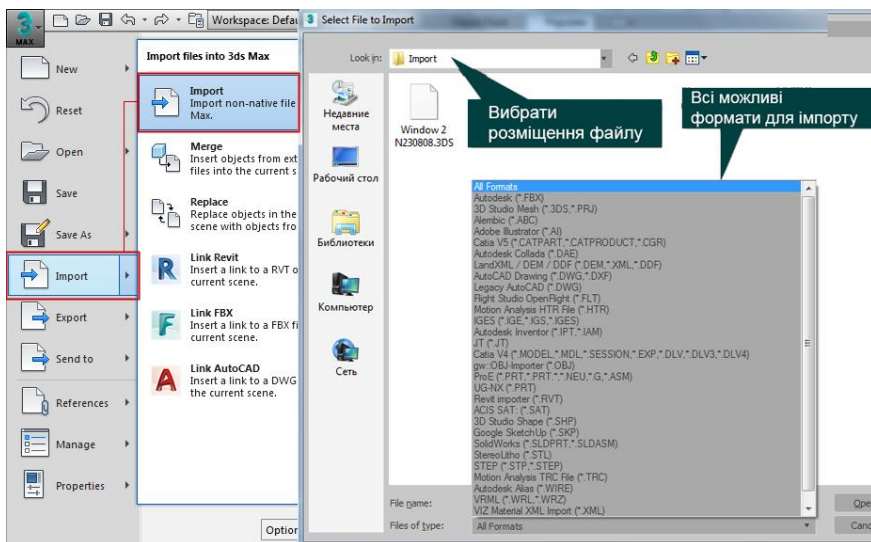 3
MAX
Workspace: Defau
New
Reset
Open
Save
Save As
Import
Export
Send to
References
Manage
Properties
Import files into 3ds Max
Import
Import non-native file
Max.
Merge
Insert objects from ext
files into the current s
Replace
Replace objects in the
scene with objects fro
Link Revit
Insert a link to a RVT o
current scene.
Link FBX
Insert a link to a FBX fi
current scene.
Link AutoCAD
Insert a link to a DWG
the current scene.
Option
3 Select File to Import
Look in:
Import
Недавние
места
Рабочий стол
Библиотеки
Компьютер
Сеть
Window 2
N230808.3DS
Вибрати
розміщення файлу
Всі можливі
формати для імпорту
All Formats
Autodesk (*.FBX)
3D Studio Mesh (*.3DS,*.PRJ)
Alembic (*.ABC)
Adobe Illustrator (*.AI)
Catia V5 (*.CATPART,*.CATPRODUCT,*.CGR)
Autodesk Collada (*.DAE)
LandXML / DEM / DDF (*.DEM,*.XML,*.DDF)
AutoCAD Drawing (*.DWG,*.DXF)
Legacy AutoCAD (*.DWG)
Flight Studio OpenFlight (*.FLT)
Motion Analysis HTR File (*.HTR)
IGES (*.IGE,*.IGS,*.IGES)
Autodesk Inventor (*.IPT,*.IAM)
JT (*.JT)
Catia V4 (*.MODEL,*.MDL,*.SESSION,*.EXP,*.DLV,*.DLV3,*.DLV4)
gw::OBJ-Importer (*.OBJ)
ProE (*.PRT,*.PRT.*,*.NEU,*.G,*.ASM)
UG-NX (*.PRT)
Revit importer (*.RVT)
ACIS SAT: (*.SAT)
3D Studio Shape (*.SHP)
Google SketchUp (*.SKP)
SolidWorks (*.SLDPRT,*.SLDASM)
StereoLitho (*.STL)
STEP (*.STP,*.STEP)
Motion Analysis TRC File (*.TRC)
Autodesk Alias (*.WIRE)
VRML (*.WRL,*.WRZ)
VIZ Material XML Import (*.XML)
File name:
Ope
Files of type:
All Formats
Canc